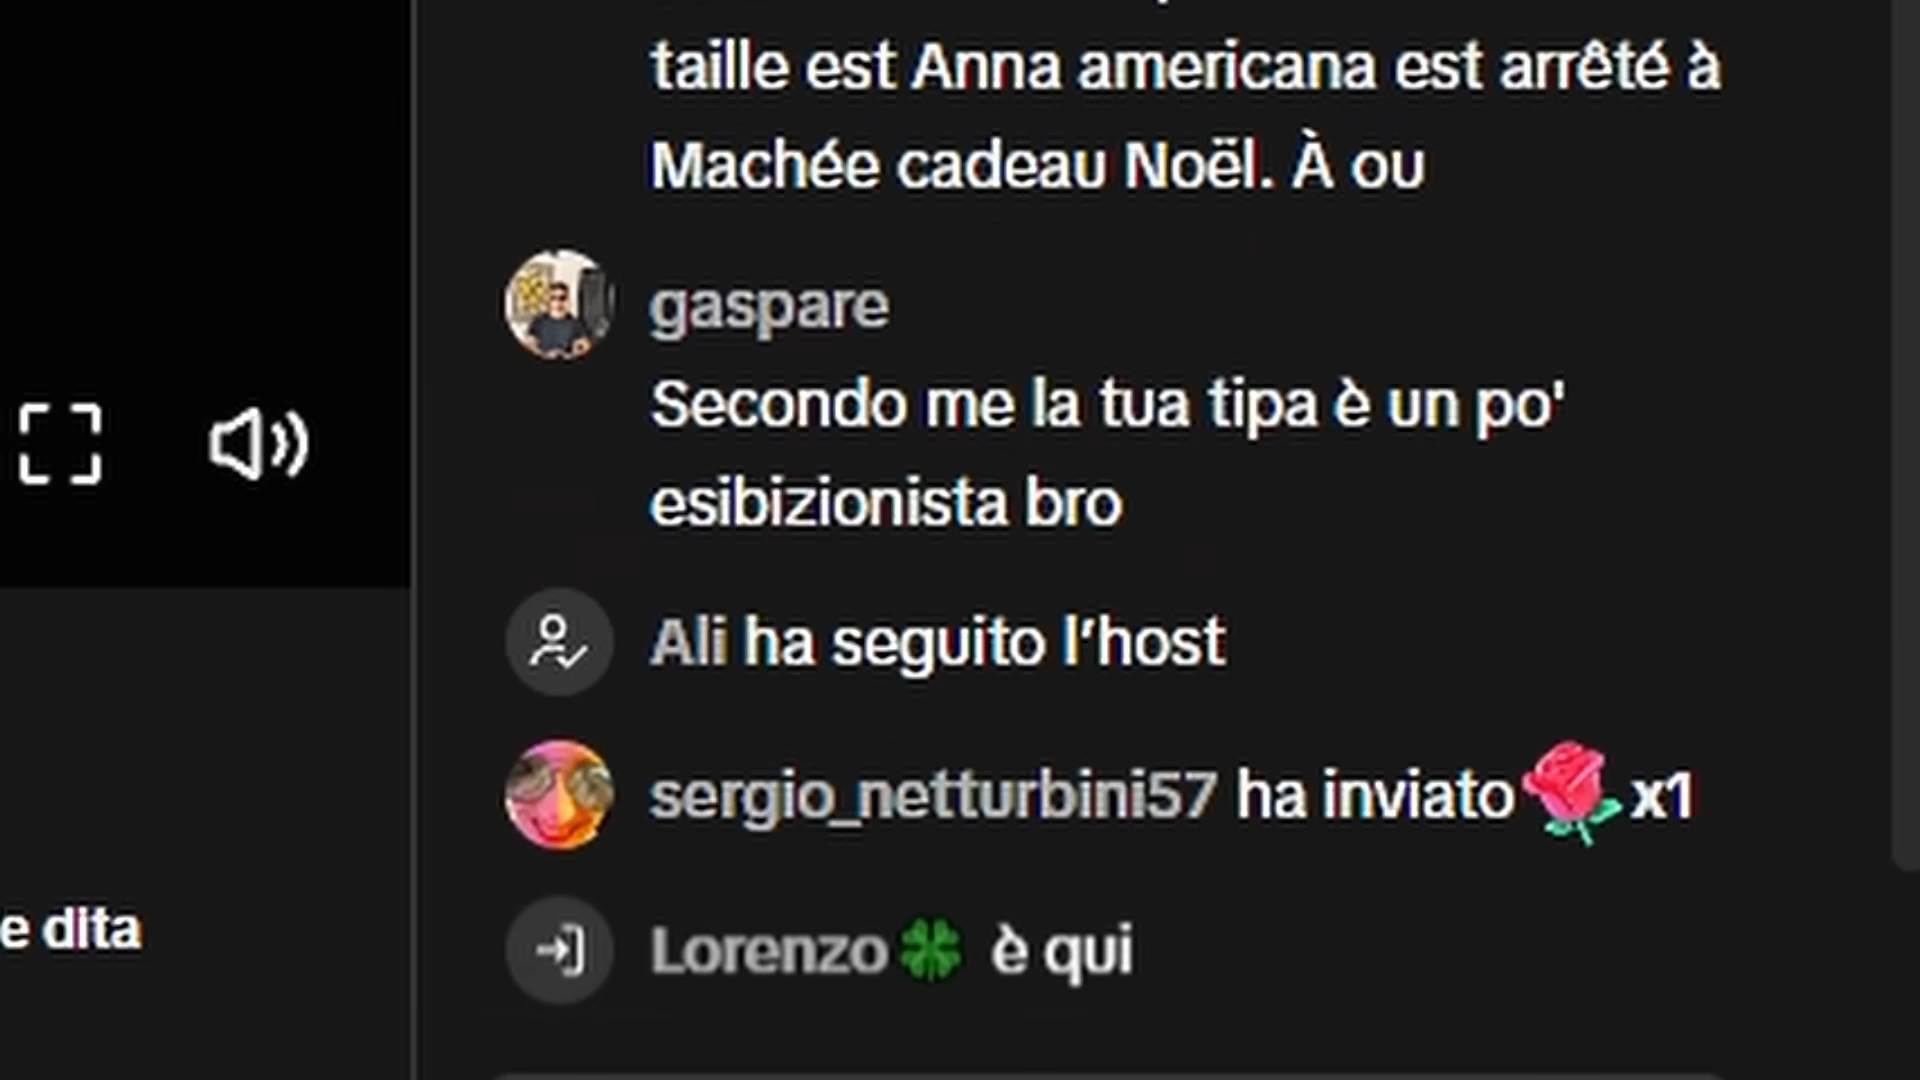 taille est Anna americana est arrêté à
Machée cadeau Noël. À ou
gaspare
Secondo me la tua tipa è un po'
esibizionista bro
Ali ha seguito l'host
sergio_netturbini57 ha inviato x1
Lorenzo🍀 è qui
e dita